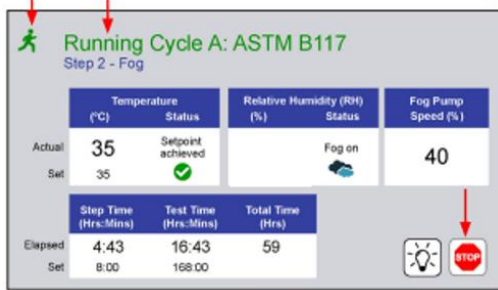 Running Cycle A: ASTM B117
Step 2 - Fog
Temperature
(°C) Status
Relative Humidity (RH)
(%) Status
Fog Pump
Speed (%)
Actual 35 Setpoint achieved Fog on 40
Set 35
Step Time
(Hrs:Mins)
Test Time
(Hrs:Mins)
Total Time
(Hrs)
Elapsed 4:43 16:43 59
Set 8:00 168:00
STOP